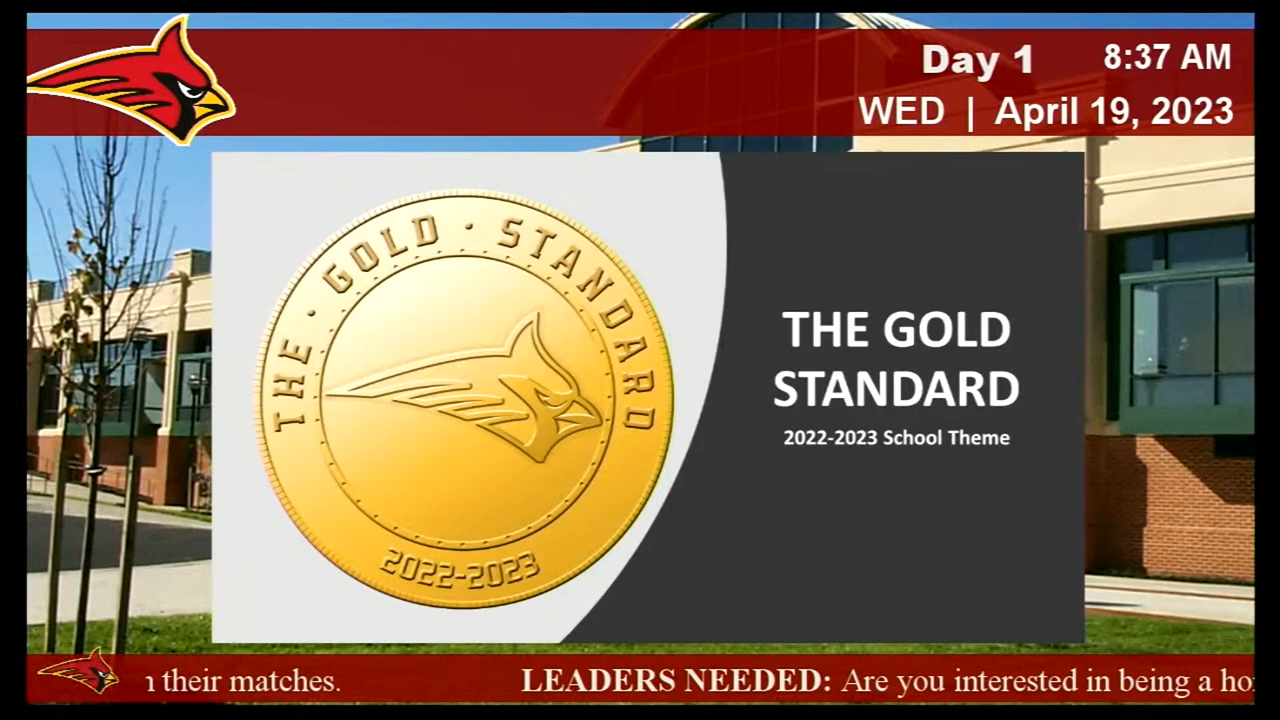 Day 1 8:37 AM
WED | April 19, 2023
THE · GOLD · STANDARD
2022-2023
THE GOLD
STANDARD
2022-2023 School Theme
their matches. LEADERS NEEDED: Are you interested in being a